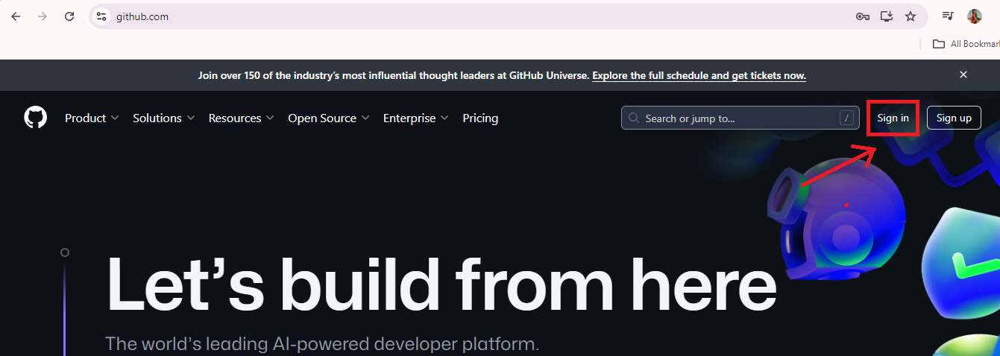 github.com
All Bookmar
Join over 150 of the industry's most influential thought leaders at GitHub Universe. Explore the full schedule and get tickets now.
Product Solutions Resources Open Source Enterprise Pricing Search or jump to... / Sign in Sign up
Let's build from here
The world's leading AI-powered developer platform.